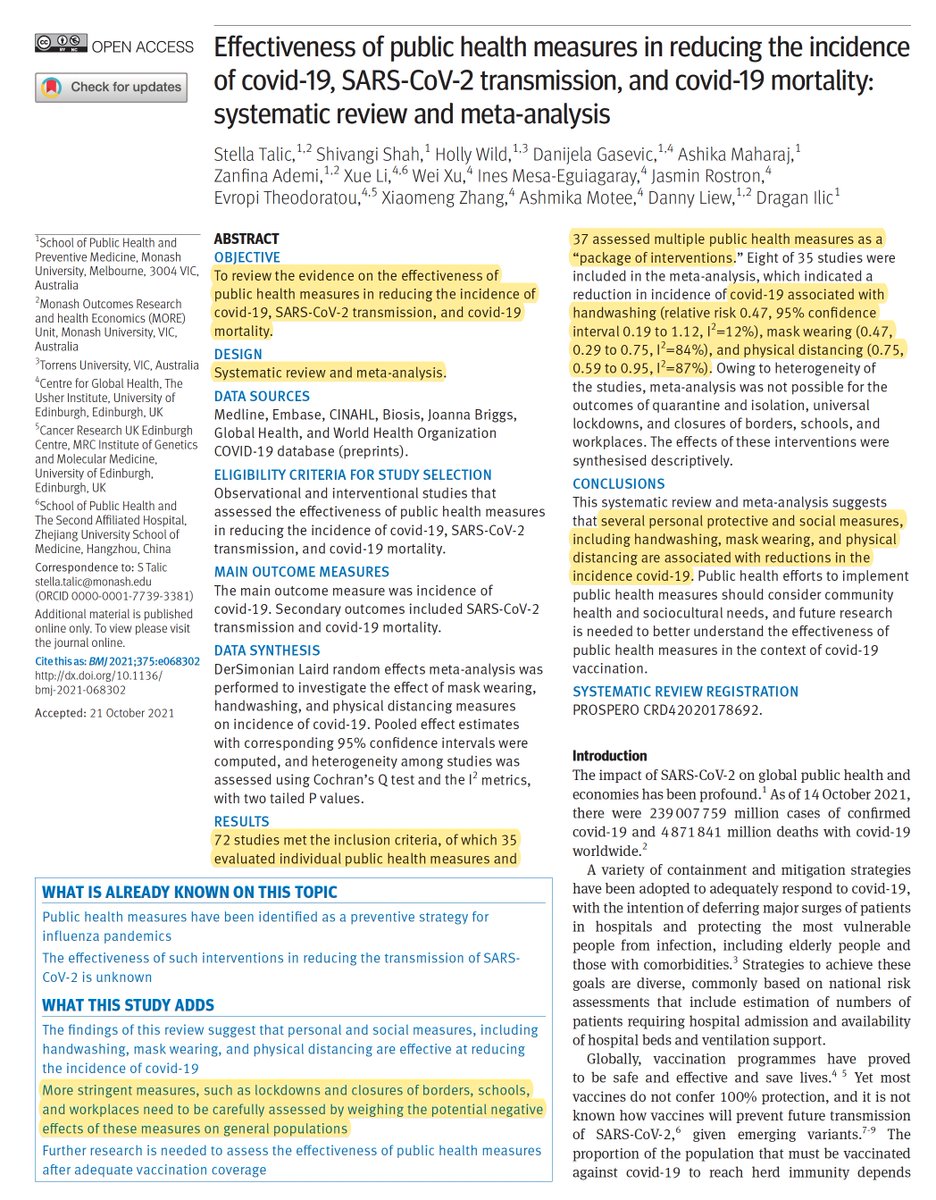 OPEN ACCESS
Check for updates
Effectiveness of public health measures in reducing the incidence
of covid-19, SARS-CoV-2 transmission, and covid-19 mortality:
systematic review and meta-analysis
Stella Talic,1,2 Shivangi Shah,1 Holly Wild,1,3 Danijela Gasevic,1,4 Ashika Maharaj,1
Zanfina Ademi,1,2 Xue Li,4,6 Wei Xu,4 Ines Mesa-Eguiagaray,4 Jasmin Rostron,4
Evropi Theodoratou,4,5 Xiaomeng Zhang,4 Ashmika Motee,4 Danny Liew,1,2 Dragan Ilic1
1School of Public Health and
Preventive Medicine, Monash
University, Melbourne, 3004 VIC,
Australia
2Monash Outcomes Research
and health Economics (MORE)
Unit, Monash University, VIC,
Australia
3Torrens University, VIC, Australia
4Centre for Global Health, The
Usher Institute, University of
Edinburgh, Edinburgh, UK
5Cancer Research UK Edinburgh
Centre, MRC Institute of Genetics
and Molecular Medicine,
University of Edinburgh,
Edinburgh, UK
6School of Public Health and
The Second Affiliated Hospital,
Zhejiang University School of
Medicine, Hangzhou, China
Correspondence to: S Talic
stella.talic@monash.edu
(ORCID 0000-0001-7739-3381)
Additional material is published
online only. To view please visit
the journal online.
Cite this as: BMJ 2021;375:e068302
http://dx.doi.org/10.1136/
bmj-2021-068302
Accepted: 21 October 2021
ABSTRACT
OBJECTIVE
To review the evidence on the effectiveness of
public health measures in reducing the incidence of
covid-19, SARS-CoV-2 transmission, and covid-19
mortality.
DESIGN
Systematic review and meta-analysis.
DATA SOURCES
Medline, Embase, CINAHL, Biosis, Joanna Briggs,
Global Health, and World Health Organization
COVID-19 database (preprints).
ELIGIBILITY CRITERIA FOR STUDY SELECTION
Observational and interventional studies that
assessed the effectiveness of public health measures
in reducing the incidence of covid-19, SARS-CoV-2
transmission, and covid-19 mortality.
MAIN OUTCOME MEASURES
The main outcome measure was incidence of
covid-19. Secondary outcomes included SARS-CoV-2
transmission and covid-19 mortality.
DATA SYNTHESIS
DerSimonian Laird random effects meta-analysis was
performed to investigate the effect of mask wearing,
handwashing, and physical distancing measures
on incidence of covid-19. Pooled effect estimates
with corresponding 95% confidence intervals were
computed, and heterogeneity among studies was
assessed using Cochran's Q test and the I2 metrics,
with two tailed P values.
RESULTS
72 studies met the inclusion criteria, of which 35
evaluated individual public health measures and
37 assessed multiple public health measures as a
“package of interventions.” Eight of 35 studies were
included in the meta-analysis, which indicated a
reduction in incidence of covid-19 associated with
handwashing (relative risk 0.47, 95% confidence
interval 0.19 to 1.12, I2=12%), mask wearing (0.47,
0.29 to 0.75, I2=84%), and physical distancing (0.75,
0.59 to 0.95, I2=87%). Owing to heterogeneity of
the studies, meta-analysis was not possible for the
outcomes of quarantine and isolation, universal
lockdowns, and closures of borders, schools, and
workplaces. The effects of these interventions were
synthesised descriptively.
CONCLUSIONS
This systematic review and meta-analysis suggests
that several personal protective and social measures,
including handwashing, mask wearing, and physical
distancing are associated with reductions in the
incidence covid-19. Public health efforts to implement
public health measures should consider community
health and sociocultural needs, and future research
is needed to better understand the effectiveness of
public health measures in the context of covid-19
vaccination.
SYSTEMATIC REVIEW REGISTRATION
PROSPERO CRD42020178692.
WHAT IS ALREADY KNOWN ON THIS TOPIC
Public health measures have been identified as a preventive strategy for
influenza pandemics
The effectiveness of such interventions in reducing the transmission of SARS-
CoV-2 is unknown
WHAT THIS STUDY ADDS
The findings of this review suggest that personal and social measures, including
handwashing, mask wearing, and physical distancing are effective at reducing
the incidence of covid-19
More stringent measures, such as lockdowns and closures of borders, schools,
and workplaces need to be carefully assessed by weighing the potential negative
effects of these measures on general populations
Further research is needed to assess the effectiveness of public health measures
after adequate vaccination coverage
Introduction
The impact of SARS-CoV-2 on global public health and
economies has been profound.1 As of 14 October 2021,
there were 239 007 759 million cases of confirmed
covid-19 and 4 871 841 million deaths with covid-19
worldwide.2
A variety of containment and mitigation strategies
have been adopted to adequately respond to covid-19,
with the intention of deferring major surges of patients
in hospitals and protecting the most vulnerable
people from infection, including elderly people and
those with comorbidities.3 Strategies to achieve these
goals are diverse, commonly based on national risk
assessments that include estimation of numbers of
patients requiring hospital admission and availability
of hospital beds and ventilation support.
Globally, vaccination programmes have proved
to be safe and effective and save lives.4 5 Yet most
vaccines do not confer 100% protection, and it is not
known how vaccines will prevent future transmission
of SARS-CoV-2,6 given emerging variants.7-9 The
proportion of the population that must be vaccinated
against covid-19 to reach herd immunity depends